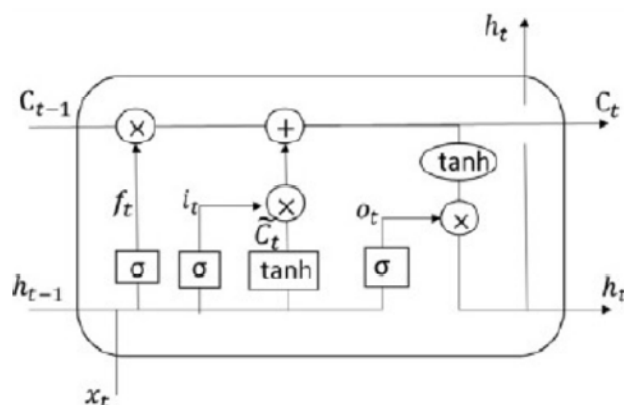 h_t
C_{t-1} × + C_t
tanh
f_t i_t × o_t ×
C̃_t
σ σ tanh σ
h_{t-1} h_t
x_t